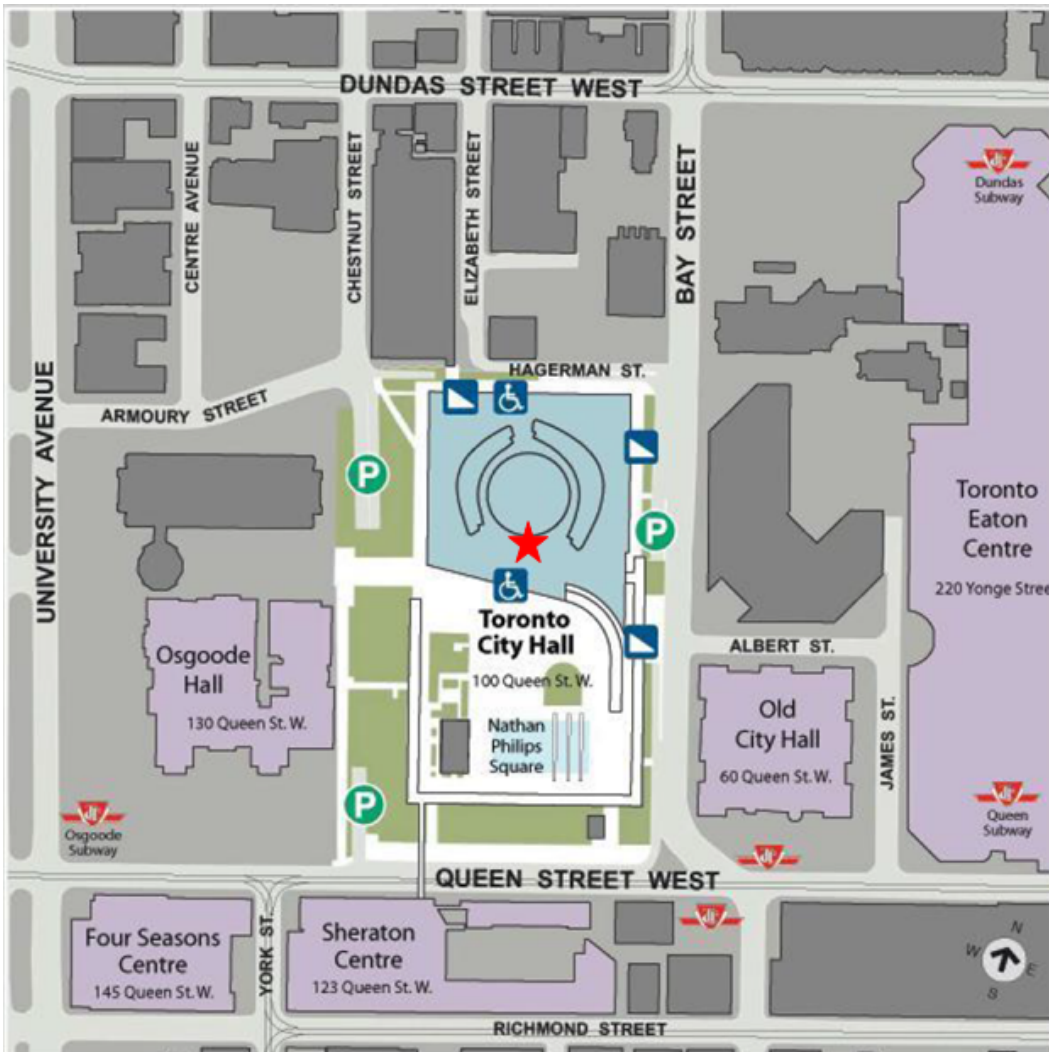 DUNDAS STREET WEST
CENTRE AVENUE
CHESTNUT STREET
ELIZABETH STREET
BAY STREET
Dundas
Subway
UNIVERSITY AVENUE
ARMOURY STREET
HAGERMAN ST.
P
P
Toronto
Eaton
Centre
220 Yonge Stree
Toronto
City Hall
100 Queen St. W.
Osgoode
Hall
130 Queen St. W.
ALBERT ST.
Nathan
Philips
Square
Old
City Hall
60 Queen St. W.
JAMES ST.
P
Osgoode
Subway
Queen
Subway
QUEEN STREET WEST
Four Seasons
Centre
145 Queen St. W.
YORK ST.
Sheraton
Centre
123 Queen St. W.
N
W
E
S
RICHMOND STREET